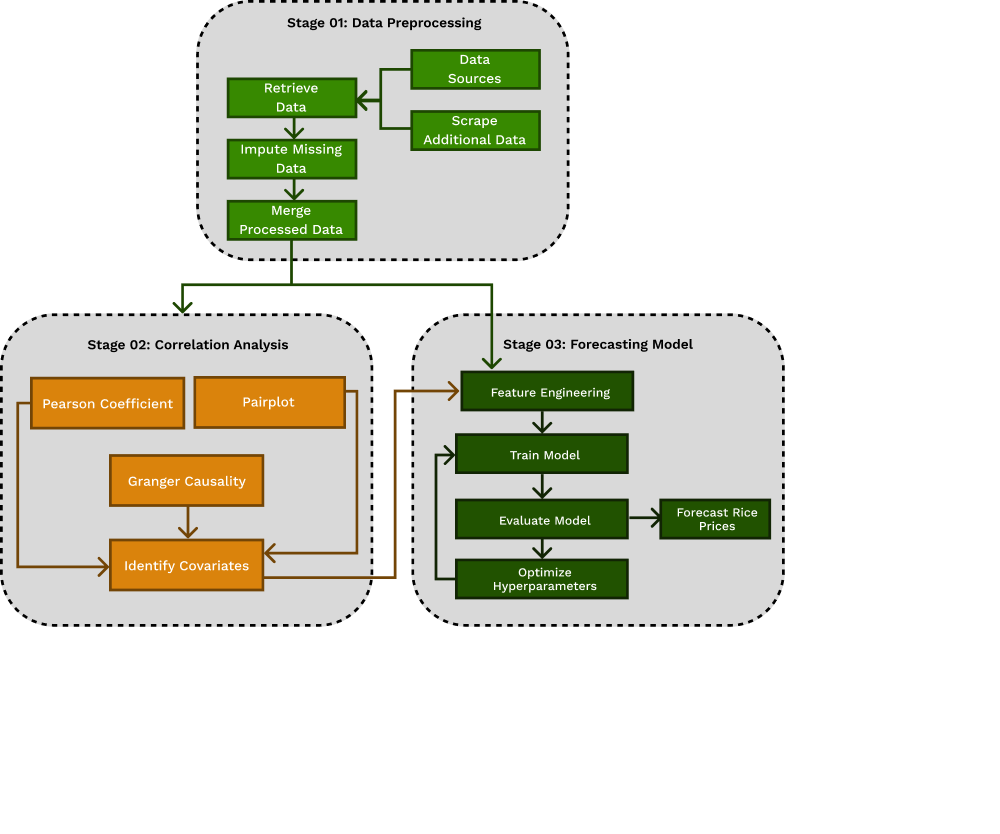 Stage 01: Data Preprocessing
Data
Sources
Retrieve
Data
Scrape
Additional Data
Impute Missing
Data
Merge
Processed Data
Stage 02: Correlation Analysis
Pearson Coefficient
Pairplot
Granger Causality
Identify Covariates
Stage 03: Forecasting Model
Feature Engineering
Train Model
Evaluate Model
Forecast Rice
Prices
Optimize
Hyperparameters